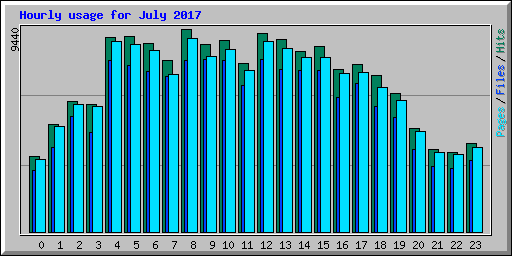 Hourly usage for July 2017
9440
Pages/Files/Hits
0 1 2 3 4 5 6 7 8 9 10 11 12 13 14 15 16 17 18 19 20 21 22 23